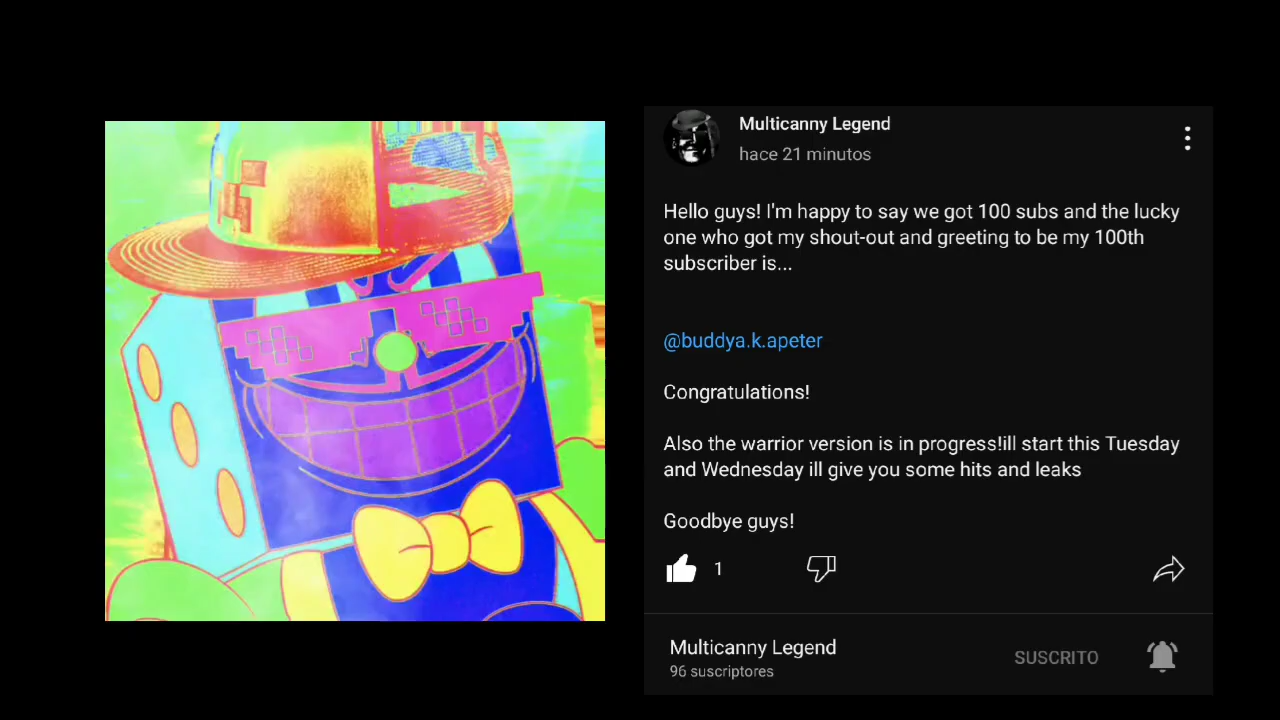 Multicanny Legend
hace 21 minutos
Hello guys! I'm happy to say we got 100 subs and the lucky
one who got my shout-out and greeting to be my 100th
subscriber is...
@buddya.k.apeter
Congratulations!
Also the warrior version is in progress!ill start this Tuesday
and Wednesday ill give you some hits and leaks
Goodbye guys!
1
Multicanny Legend
96 suscriptores
SUSCRITO